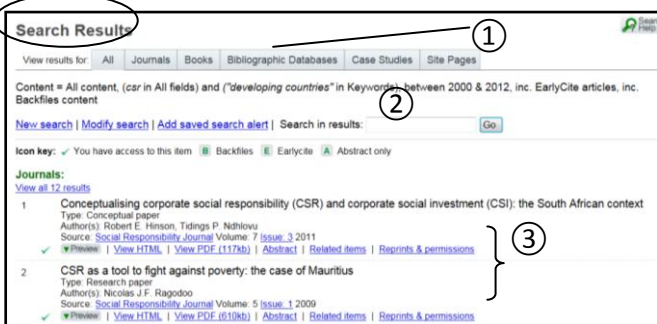 Search Results
①
Search
Help
View results for: All Journals Books Bibliographic Databases Case Studies Site Pages
Content = All content, (csr in All fields) and ("developing countries" in Keywords), between 2000 & 2012, inc. EarlyCite articles, inc.
Backfiles content
②
New search | Modify search | Add saved search alert | Search in results: Go
Icon key: ✓ You have access to this item B Backfiles E Earlycite A Abstract only
Journals:
View all 12 results
1 Conceptualising corporate social responsibility (CSR) and corporate social investment (CSI): the South African context
Type: Conceptual paper
Author(s): Robert E. Hinson, Tidings P. Ndhlovu
Source: Social Responsibility Journal Volume: 7 Issue: 3 2011
✓ ▼Preview | View HTML | View PDF (117kb) | Abstract | Related items | Reprints & permissions
③
2 CSR as a tool to fight against poverty: the case of Mauritius
Type: Research paper
Author(s): Nicolas J.F. Ragodoo
Source: Social Responsibility Journal Volume: 5 Issue: 1 2009
✓ ▼Preview | View HTML | View PDF (610kb) | Abstract | Related items | Reprints & permissions